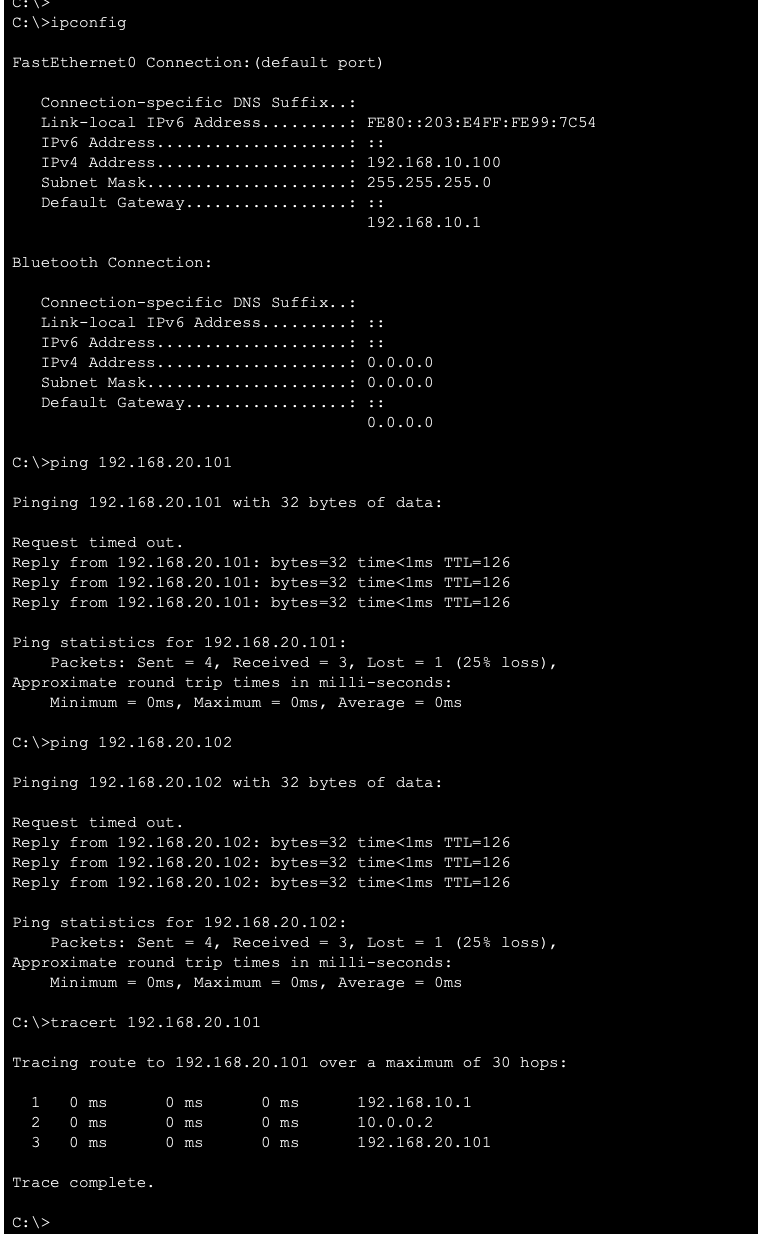 C:\>
C:\>ipconfig
FastEthernet0 Connection:(default port)
Connection-specific DNS Suffix..:
Link-local IPv6 Address.........: FE80::203:E4FF:FE99:7C54
IPv6 Address....................: ::
IPv4 Address....................: 192.168.10.100
Subnet Mask.....................: 255.255.255.0
Default Gateway.................: ::
192.168.10.1
Bluetooth Connection:
Connection-specific DNS Suffix..:
Link-local IPv6 Address.........: ::
IPv6 Address....................: ::
IPv4 Address....................: 0.0.0.0
Subnet Mask.....................: 0.0.0.0
Default Gateway.................: ::
0.0.0.0
C:\>ping 192.168.20.101
Pinging 192.168.20.101 with 32 bytes of data:
Request timed out.
Reply from 192.168.20.101: bytes=32 time<1ms TTL=126
Reply from 192.168.20.101: bytes=32 time<1ms TTL=126
Reply from 192.168.20.101: bytes=32 time<1ms TTL=126
Ping statistics for 192.168.20.101:
Packets: Sent = 4, Received = 3, Lost = 1 (25% loss),
Approximate round trip times in milli-seconds:
Minimum = 0ms, Maximum = 0ms, Average = 0ms
C:\>ping 192.168.20.102
Pinging 192.168.20.102 with 32 bytes of data:
Request timed out.
Reply from 192.168.20.102: bytes=32 time<1ms TTL=126
Reply from 192.168.20.102: bytes=32 time<1ms TTL=126
Reply from 192.168.20.102: bytes=32 time<1ms TTL=126
Ping statistics for 192.168.20.102:
Packets: Sent = 4, Received = 3, Lost = 1 (25% loss),
Approximate round trip times in milli-seconds:
Minimum = 0ms, Maximum = 0ms, Average = 0ms
C:\>tracert 192.168.20.101
Tracing route to 192.168.20.101 over a maximum of 30 hops:
1 0 ms 0 ms 0 ms 192.168.10.1
2 0 ms 0 ms 0 ms 10.0.0.2
3 0 ms 0 ms 0 ms 192.168.20.101
Trace complete.
C:\>